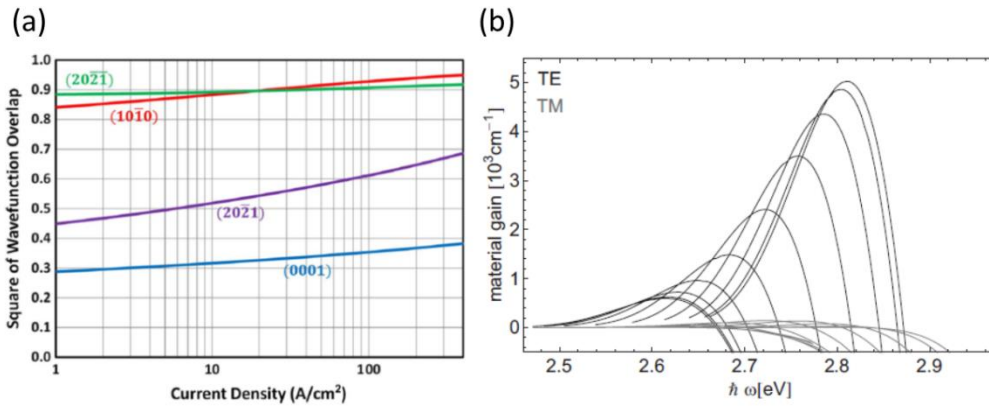 (a)
Square of Wavefunction Overlap
1.0
0.9
0.8
0.7
0.6
0.5
0.4
0.3
0.2
0.1
0.0
(202̅1̅)
(101̅0)
(202̅1)
(0001)
1 10 100
Current Density (A/cm²)
(b)
material gain [10³cm⁻¹]
5
4
3
2
1
0
TE
TM
2.5 2.6 2.7 2.8 2.9
ℏ ω[eV]